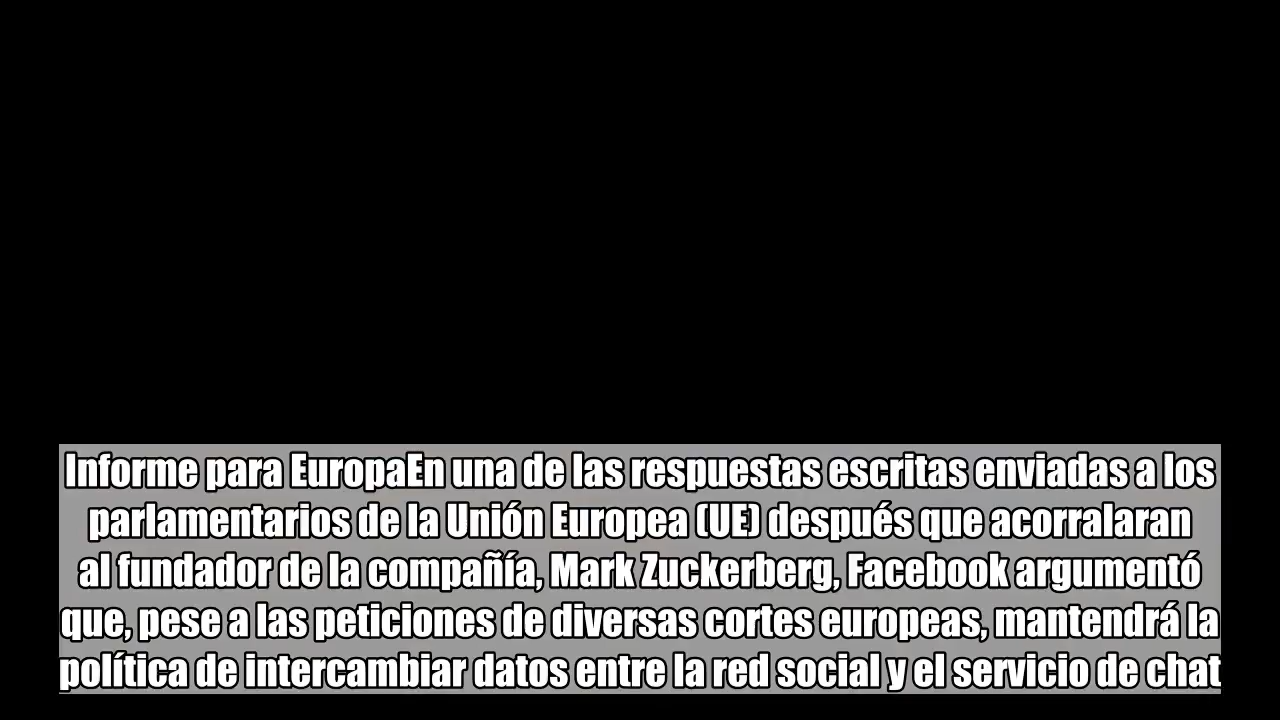 Informe para EuropaEn una de las respuestas escritas enviadas a los
parlamentarios de la Unión Europea (UE) después que acorralaran
al fundador de la compañía, Mark Zuckerberg, Facebook argumentó
que, pese a las peticiones de diversas cortes europeas, mantendrá la
política de intercambiar datos entre la red social y el servicio de chat